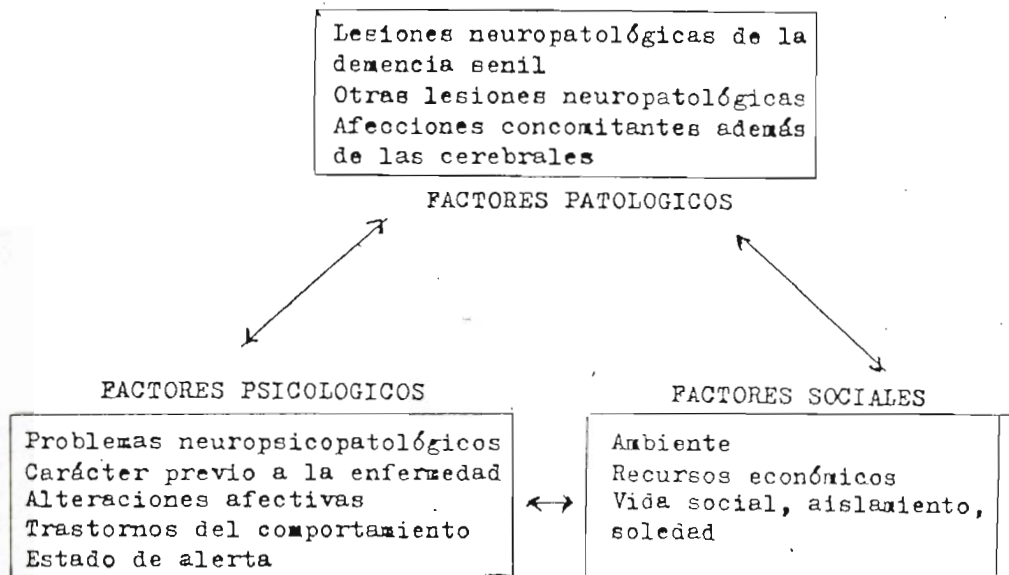 Lesiones neuropatológicas de la
demencia senil
Otras lesiones neuropatológicas
Afecciones concomitantes además
de las cerebrales
FACTORES PATOLOGICOS
FACTORES PSICOLOGICOS
Problemas neuropsicopatológicos
Carácter previo a la enfermedad
Alteraciones afectivas
Trastornos del comportamiento
Estado de alerta
FACTORES SOCIALES
Ambiente
Recursos económicos
Vida social, aislamiento,
soledad